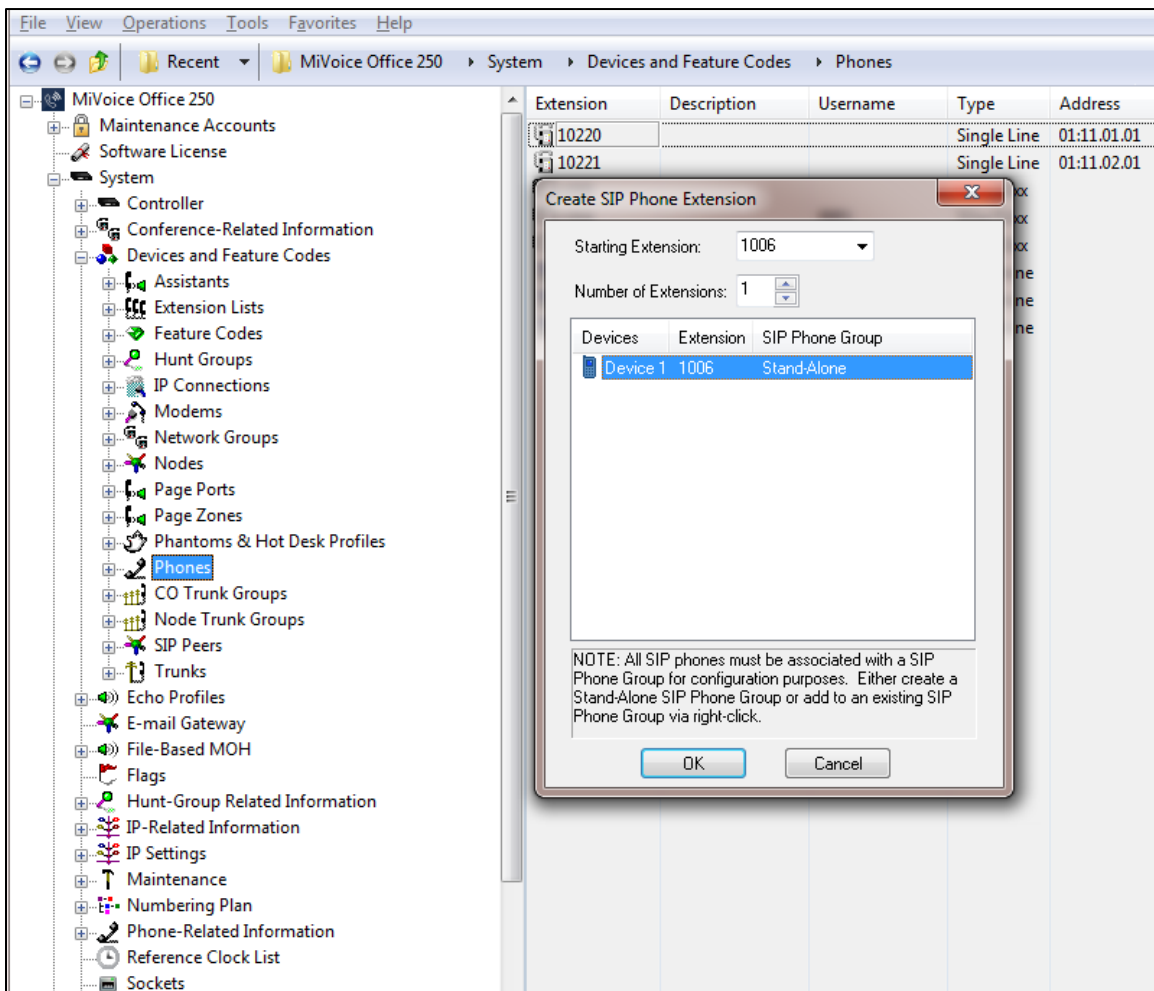 File View Operations Tools Favorites Help
Recent MiVoice Office 250 System Devices and Feature Codes Phones
MiVoice Office 250
Maintenance Accounts
Software License
System
Controller
Conference-Related Information
Devices and Feature Codes
Assistants
Extension Lists
Feature Codes
Hunt Groups
IP Connections
Modems
Network Groups
Nodes
Page Ports
Page Zones
Phantoms & Hot Desk Profiles
Phones
CO Trunk Groups
Node Trunk Groups
SIP Peers
Trunks
Echo Profiles
E-mail Gateway
File-Based MOH
Flags
Hunt-Group Related Information
IP-Related Information
IP Settings
Maintenance
Numbering Plan
Phone-Related Information
Reference Clock List
Sockets
Extension Description Username Type Address
10220 Single Line 01:11.01.01
10221 Single Line 01:11.02.01
xx
xx
xx
ne
ne
ne
Create SIP Phone Extension
Starting Extension: 1006
Number of Extensions: 1
Devices Extension SIP Phone Group
Device 1 1006 Stand-Alone
NOTE: All SIP phones must be associated with a SIP
Phone Group for configuration purposes. Either create a
Stand-Alone SIP Phone Group or add to an existing SIP
Phone Group via right-click.
OK Cancel